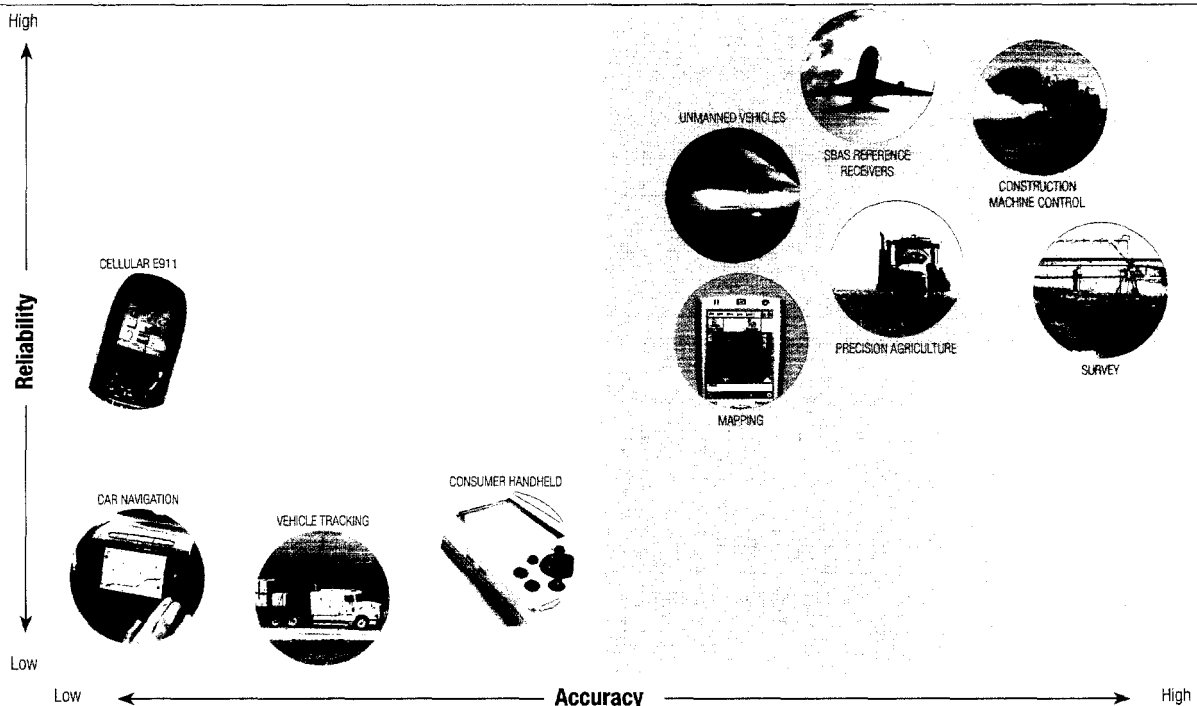 High
UNMANNED VEHICLES
SBAS REFERENCE
RECEIVERS
CONSTRUCTION
MACHINE CONTROL
CELLULAR E911
Reliability
PRECISION AGRICULTURE
SURVEY
MAPPING
CAR NAVIGATION
VEHICLE TRACKING
CONSUMER HANDHELD
Low
Low
Accuracy
High